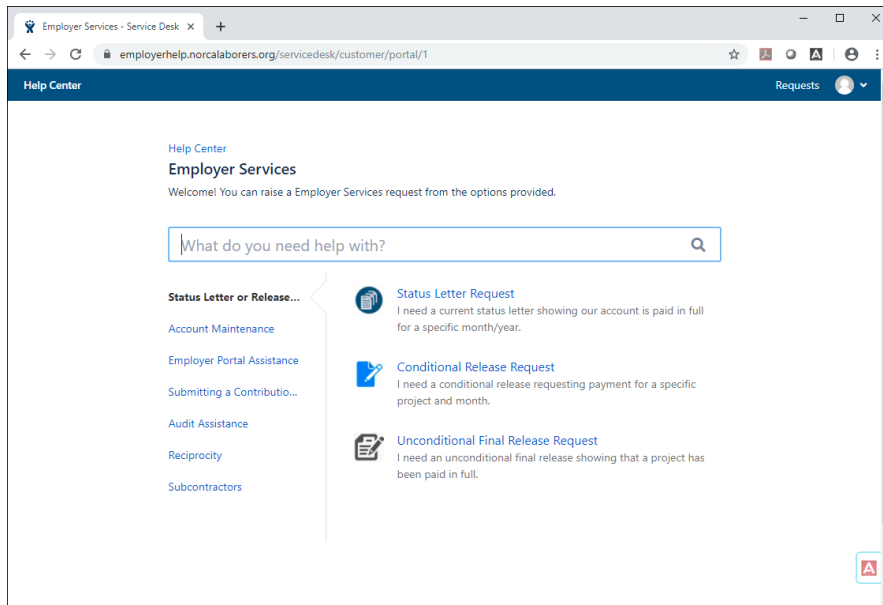 Employer Services - Service Desk
employerhelp.norcalaborers.org/servicedesk/customer/portal/1
Help Center
Requests
Help Center
Employer Services
Welcome! You can raise a Employer Services request from the options provided.
What do you need help with?
Status Letter or Release...
Account Maintenance
Employer Portal Assistance
Submitting a Contributio...
Audit Assistance
Reciprocity
Subcontractors
Status Letter Request
I need a current status letter showing our account is paid in full
for a specific month/year.
Conditional Release Request
I need a conditional release requesting payment for a specific
project and month.
Unconditional Final Release Request
I need an unconditional final release showing that a project has
been paid in full.